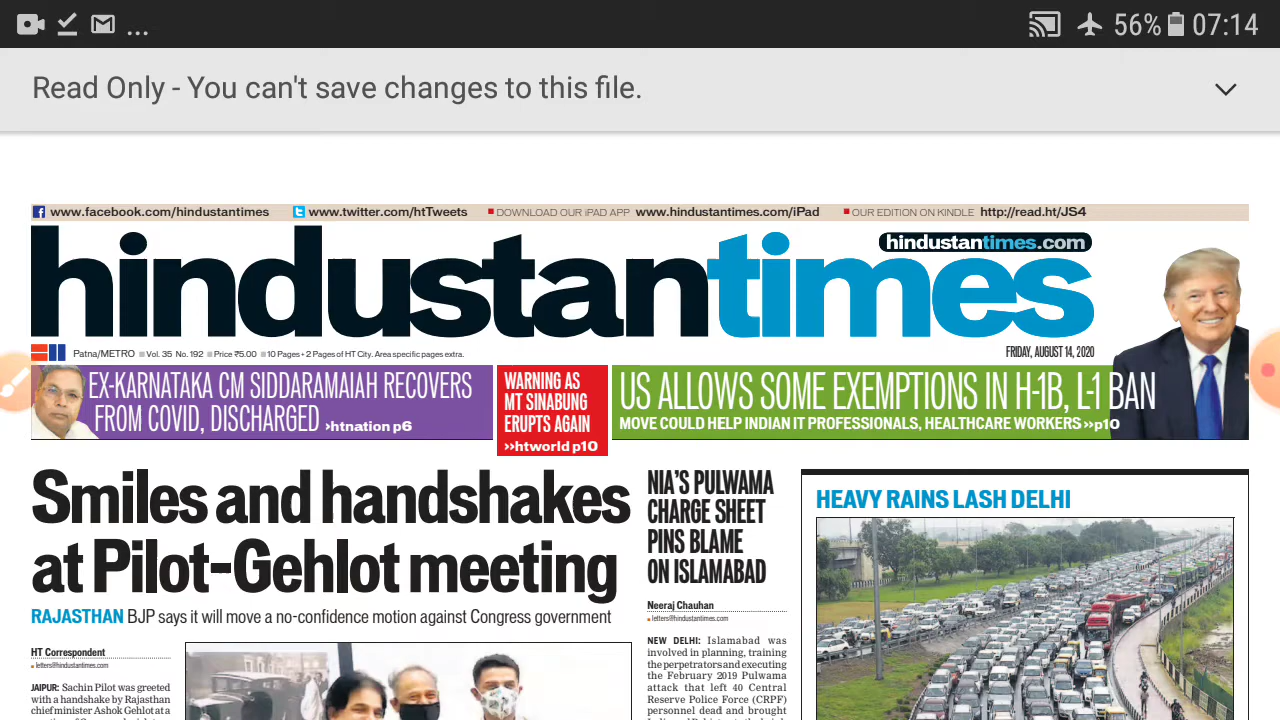 ... 56% 07:14
Read Only - You can't save changes to this file.
www.facebook.com/hindustantimes www.twitter.com/htTweets DOWNLOAD OUR iPAD APP www.hindustantimes.com/iPad OUR EDITION ON KINDLE http://read.ht/JS4
hindustantimes.com
hindustantimes
Patna/METRO Vol. 35 No. 192 Price ₹5.00 10 Pages+2 Pages of HT City. Area specific pages extra.
FRIDAY, AUGUST 14, 2020
EX-KARNATAKA CM SIDDARAMAIAH RECOVERS
FROM COVID, DISCHARGED >htnation p6
WARNING AS
MT SINABUNG
ERUPTS AGAIN
>>htworld p10
US ALLOWS SOME EXEMPTIONS IN H-1B, L-1 BAN
MOVE COULD HELP INDIAN IT PROFESSIONALS, HEALTHCARE WORKERS >>p10
Smiles and handshakes
at Pilot-Gehlot meeting
RAJASTHAN BJP says it will move a no-confidence motion against Congress government
HT Correspondent
letters@hindustantimes.com
JAIPUR: Sachin Pilot was greeted
with a handshake by Rajasthan
chief minister Ashok Gehlot at a
NIA'S PULWAMA
CHARGE SHEET
PINS BLAME
ON ISLAMABAD
Neeraj Chauhan
letters@hindustantimes.com
NEW DELHI: Islamabad was
involved in planning, training
the perpetrators and executing
the February 2019 Pulwama
attack that left 40 Central
Reserve Police Force (CRPF)
personnel dead and brought
HEAVY RAINS LASH DELHI